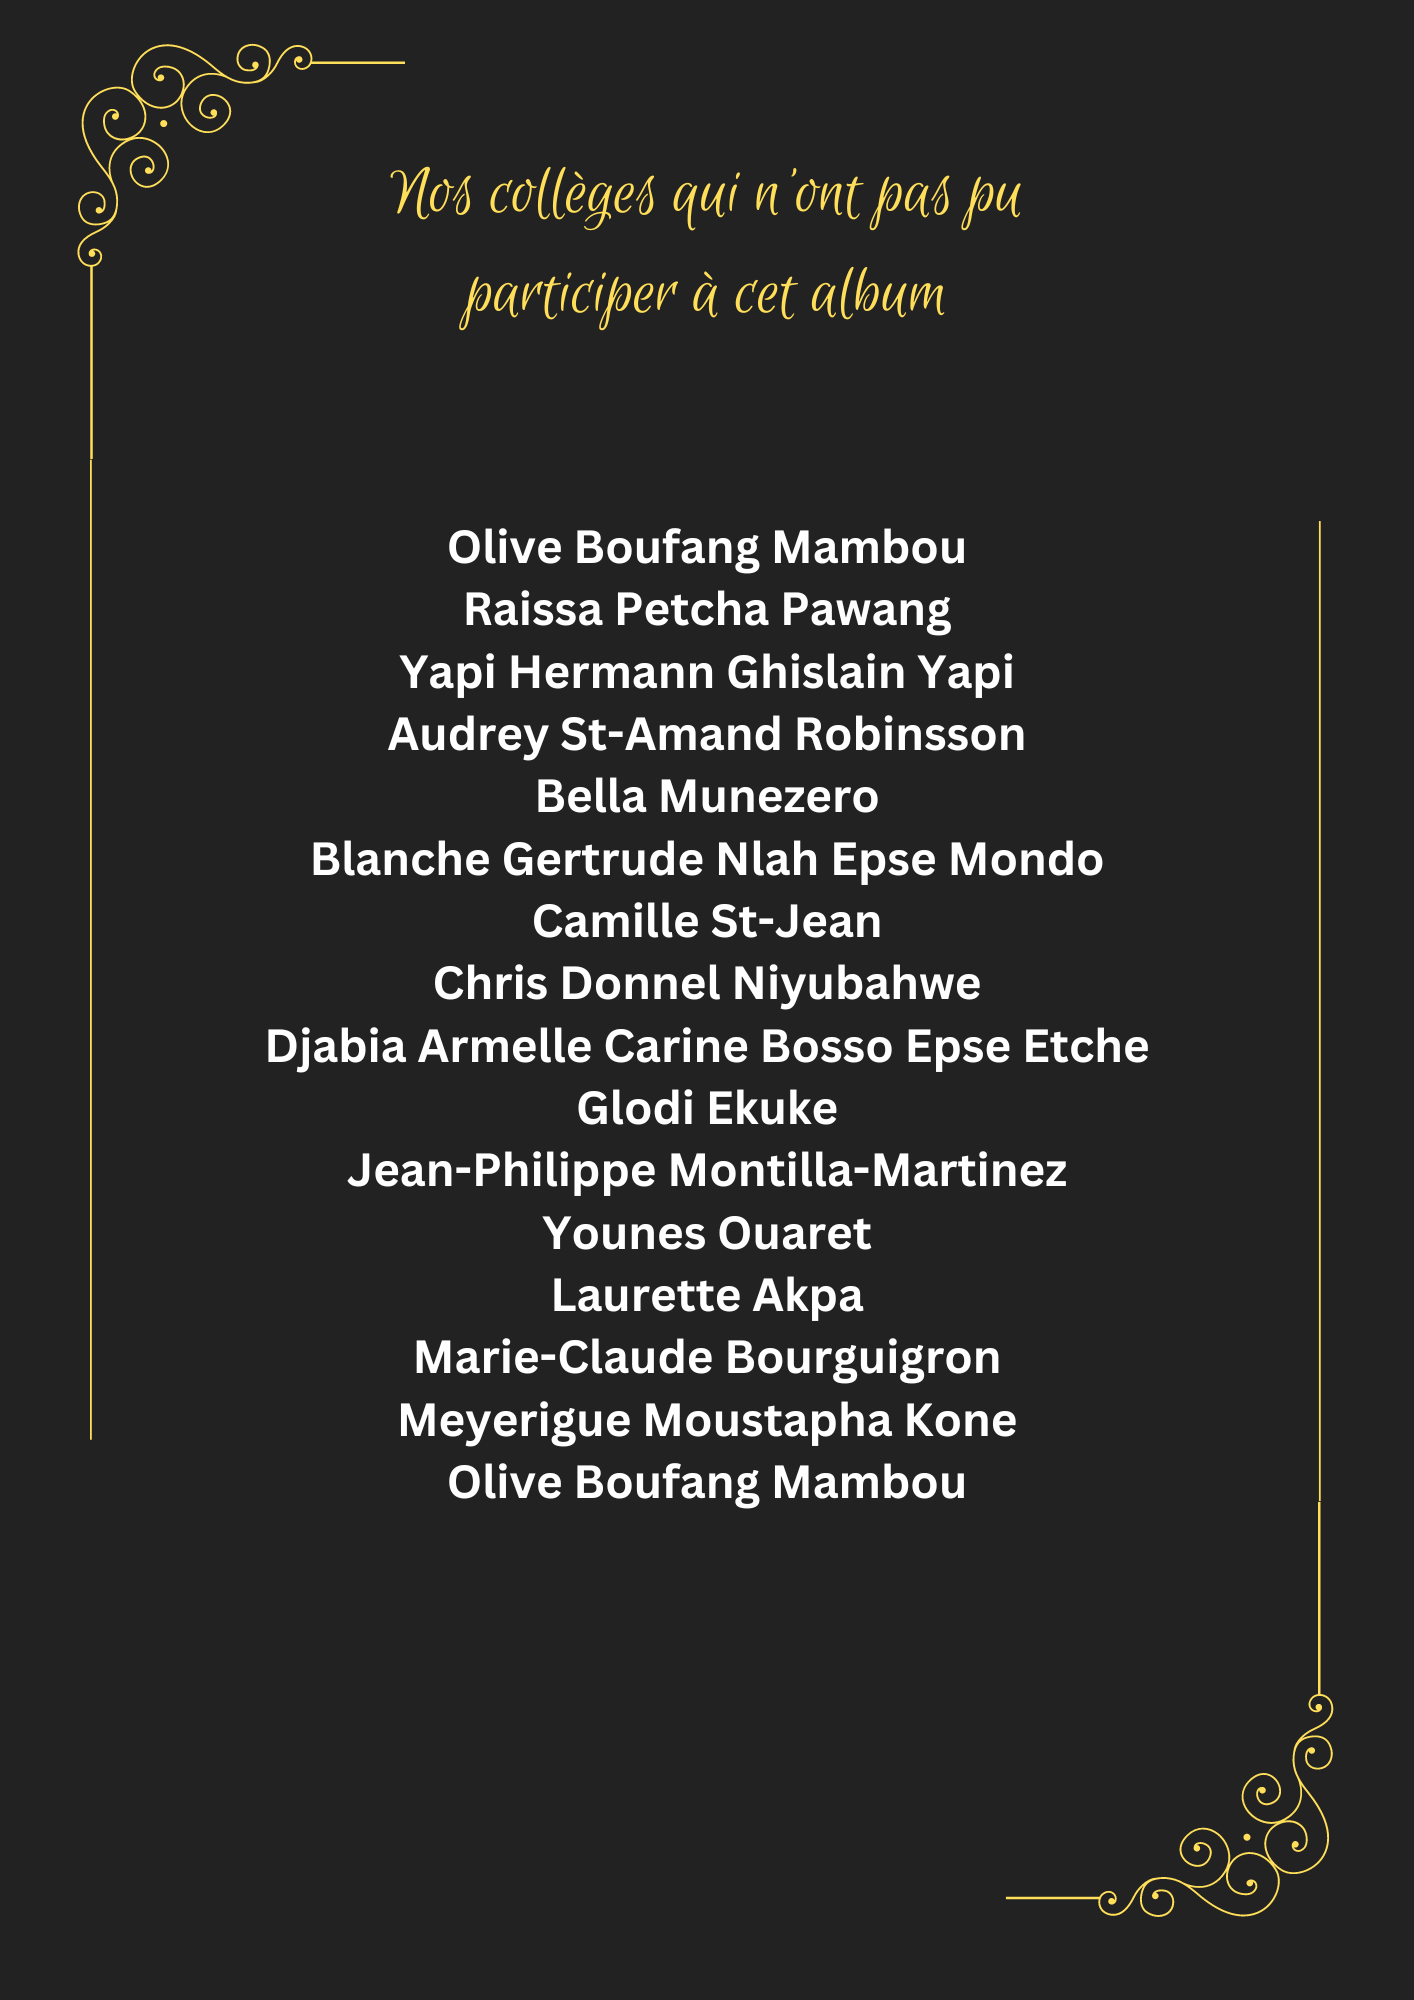 Nos collèges qui n'ont pas pu
participer à cet album
Olive Boufang Mambou
Raissa Petcha Pawang
Yapi Hermann Ghislain Yapi
Audrey St-Amand Robinsson
Bella Munezero
Blanche Gertrude Nlah Epse Mondo
Camille St-Jean
Chris Donnel Niyubahwe
Djabia Armelle Carine Bosso Epse Etche
Glodi Ekuke
Jean-Philippe Montilla-Martinez
Younes Ouaret
Laurette Akpa
Marie-Claude Bourguigron
Meyerigue Moustapha Kone
Olive Boufang Mambou